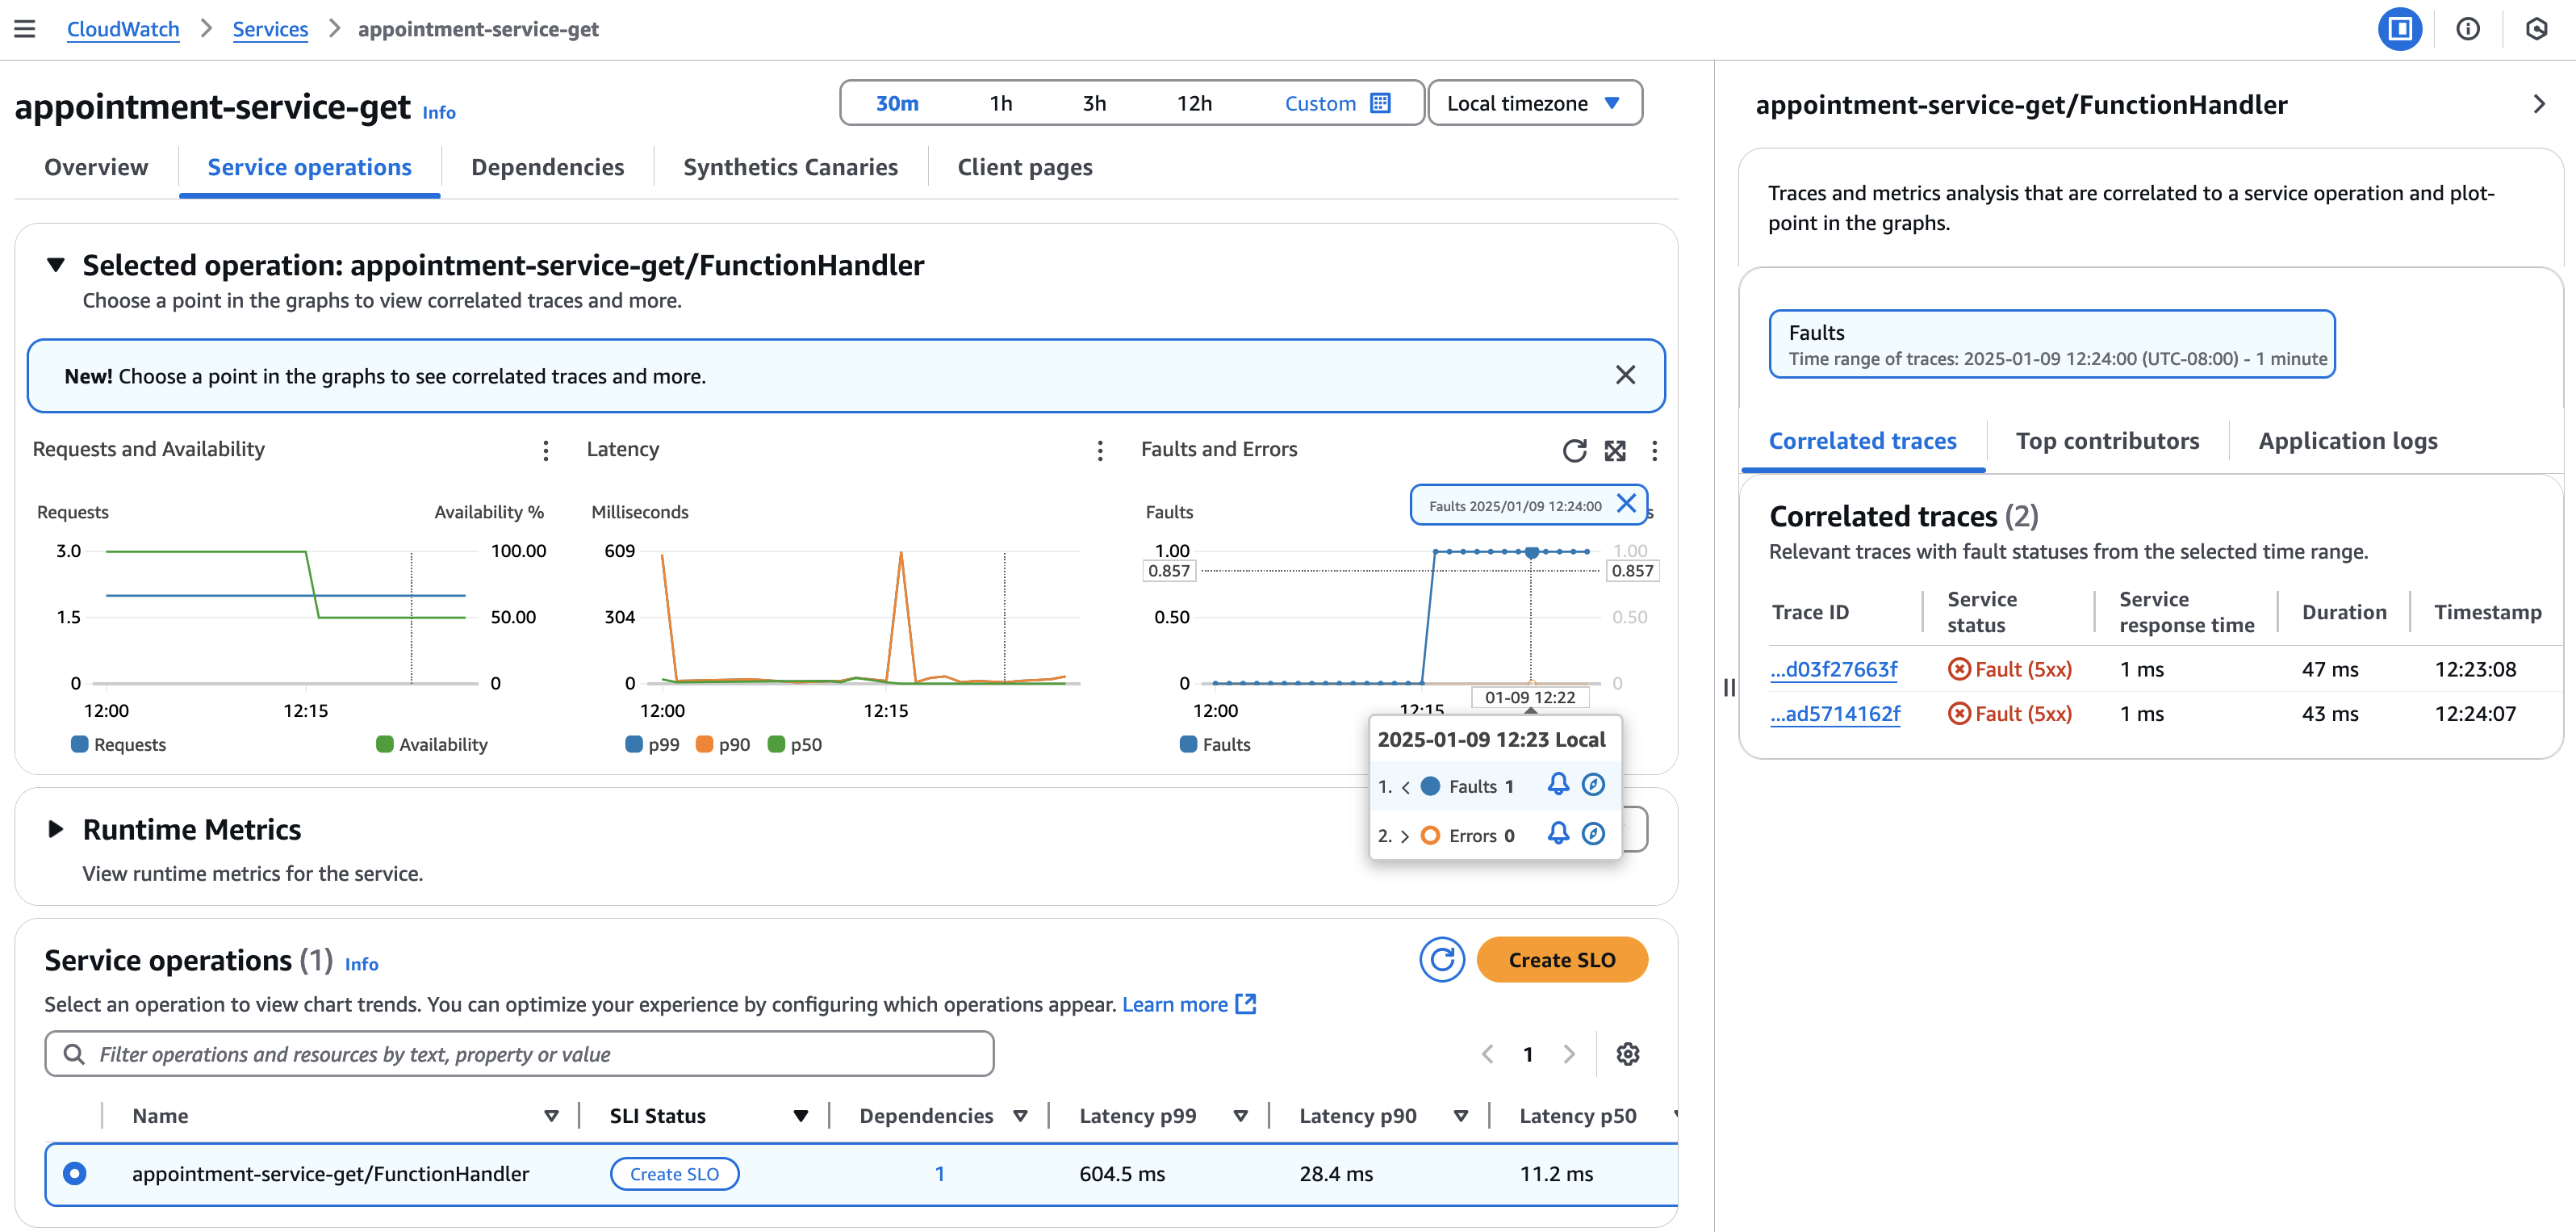 CloudWatch > Services > appointment-service-get
appointment-service-get Info
30m 1h 3h 12h Custom
Local timezone
Overview Service operations Dependencies Synthetics Canaries Client pages
Selected operation: appointment-service-get/FunctionHandler
Choose a point in the graphs to view correlated traces and more.
New! Choose a point in the graphs to see correlated traces and more.
Requests and Availability
Requests Availability %
3.0 100.00
1.5 50.00
0 0
12:00 12:15
Requests Availability
Latency
Milliseconds
609
304
0
12:00 12:15
p99 p90 p50
Faults and Errors
Faults
Faults 2025/01/09 12:24:00
s
1.00 1.00
0.857 0.857
0.50 0.50
0 0
12:00 12:15
01-09 12:22
Faults
2025-01-09 12:23 Local
1. < Faults 1
2. > Errors 0
Runtime Metrics
View runtime metrics for the service.
Service operations (1) Info
Create SLO
Select an operation to view chart trends. You can optimize your experience by configuring which operations appear. Learn more
Filter operations and resources by text, property or value
< 1 >
Name SLI Status Dependencies Latency p99 Latency p90 Latency p50
appointment-service-get/FunctionHandler Create SLO 1 604.5 ms 28.4 ms 11.2 ms
appointment-service-get/FunctionHandler
Traces and metrics analysis that are correlated to a service operation and plot-
point in the graphs.
Faults
Time range of traces: 2025-01-09 12:24:00 (UTC-08:00) - 1 minute
Correlated traces Top contributors Application logs
Correlated traces (2)
Relevant traces with fault statuses from the selected time range.
Trace ID Service status Service response time Duration Timestamp
...d03f27663f Fault (5xx) 1 ms 47 ms 12:23:08
...ad5714162f Fault (5xx) 1 ms 43 ms 12:24:07